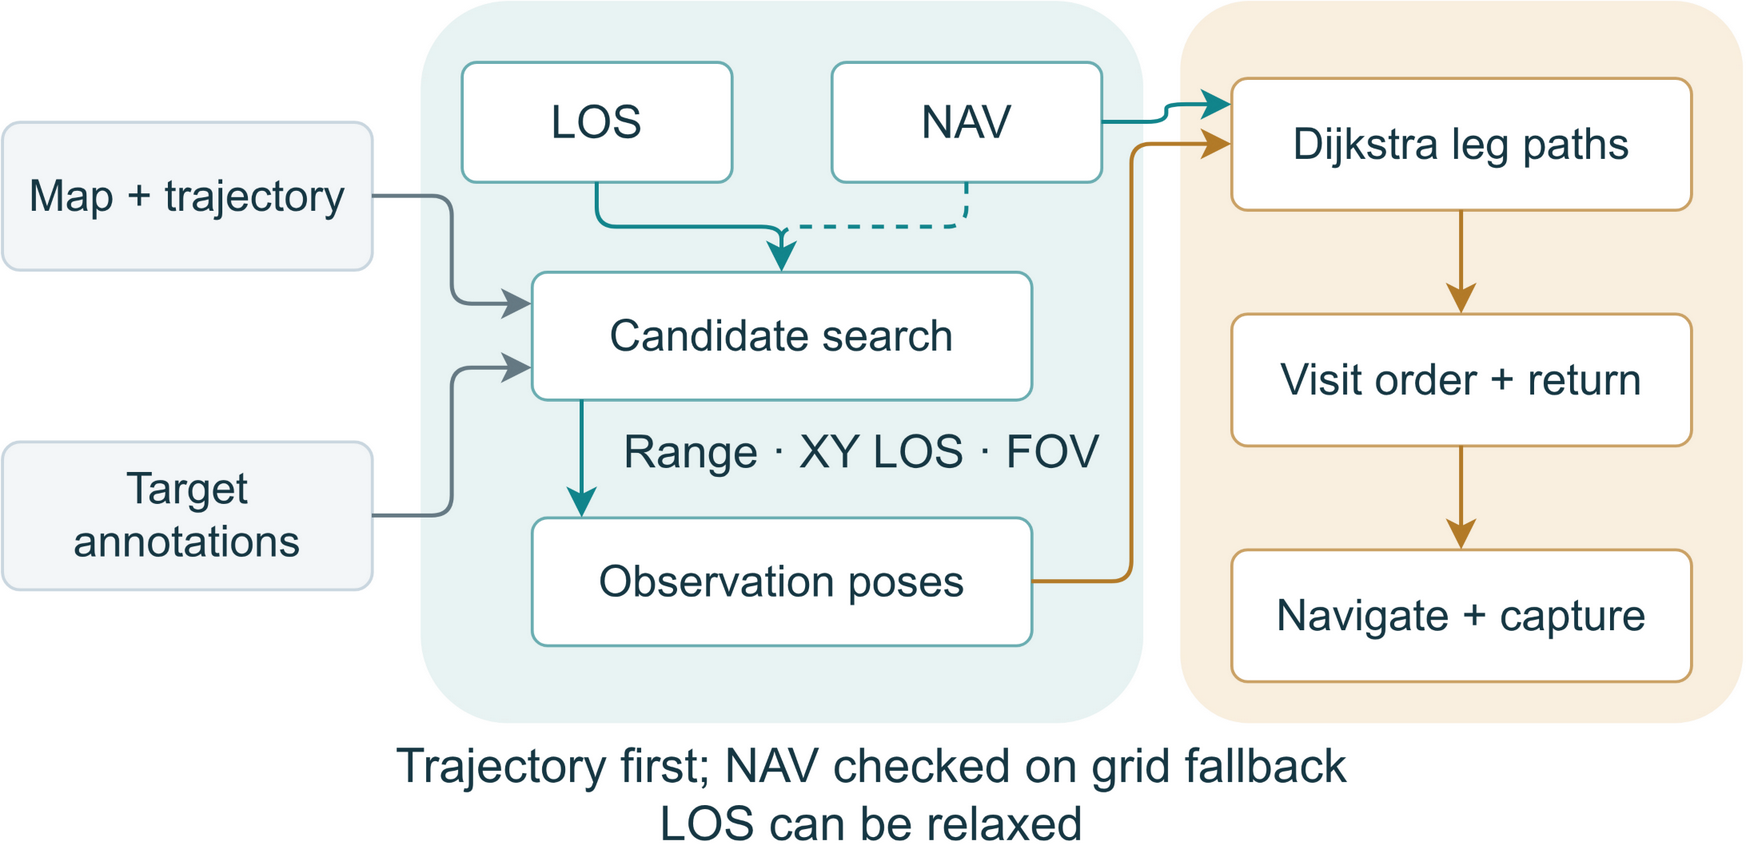 LOS
NAV
Map + trajectory
Target
annotations
Candidate search
Range · XY LOS · FOV
Observation poses
Dijkstra leg paths
Visit order + return
Navigate + capture
Trajectory first; NAV checked on grid fallback
LOS can be relaxed